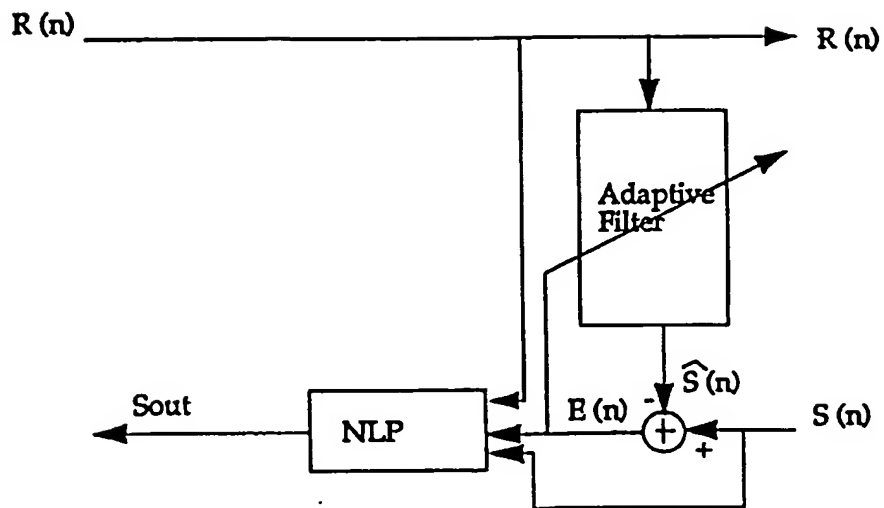 R (n)
R (n)
Adaptive
Filter
Ŝ (n)
-
Sout
E (n)
S (n)
NLP
+
+